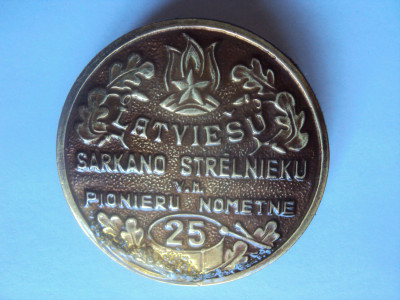 LATVIEŠU
SARKANO STRĒLNIEKU
V.N.
PIONIERU NOMETNE
25